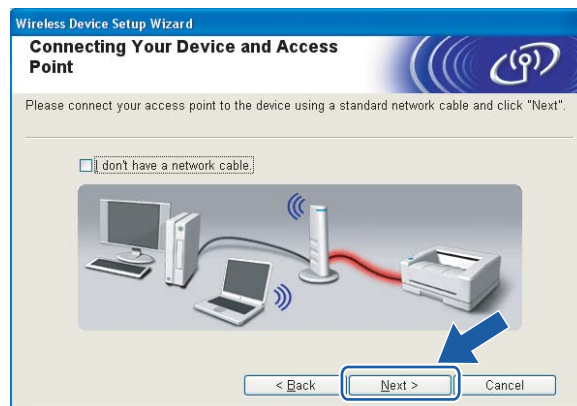 Wireless Device Setup Wizard
Connecting Your Device and Access
Point
Please connect your access point to the device using a standard network cable and click "Next".
I don't have a network cable.
< Back
Next >
Cancel